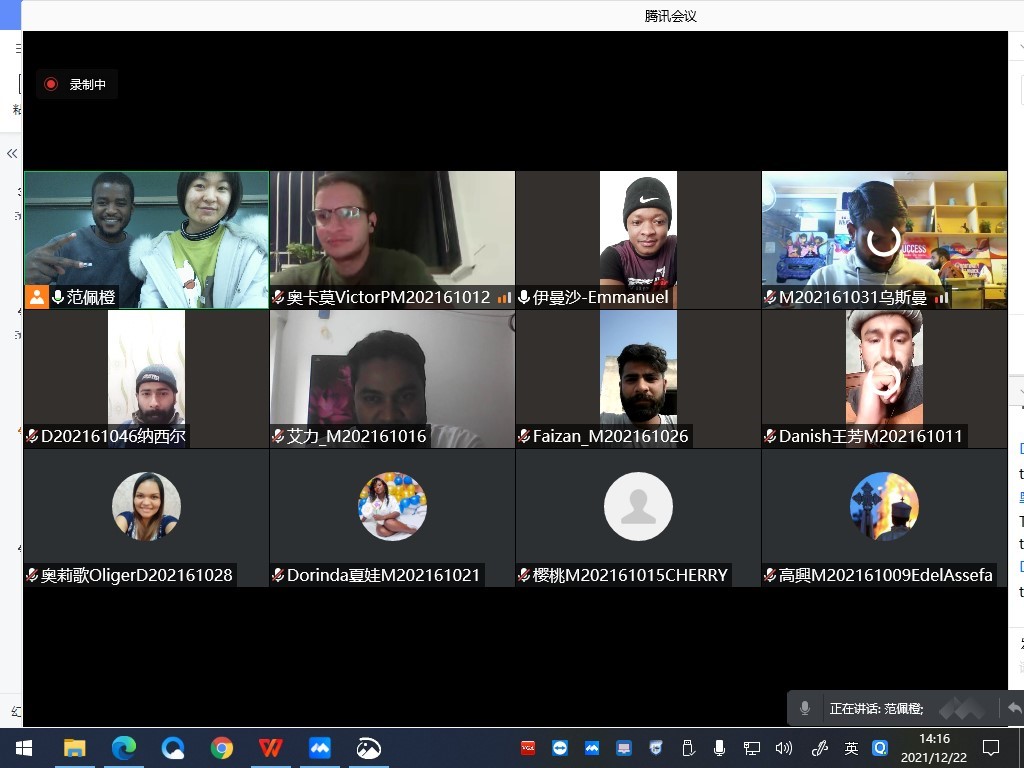 腾讯会议
录制中
范佩橙
奥卡莫VictorPM202161012
伊曼沙-Emmanuel
SUCCESS
M202161031乌斯曼
D202161046纳西尔
艾力_M202161016
Faizan_M202161026
Danish王芳M202161011
奥莉歌OligerD202161028
Dorinda夏娃M202161021
樱桃M202161015CHERRY
高興M202161009EdelAssefa
正在讲话: 范佩橙;
英
14:16
2021/12/22